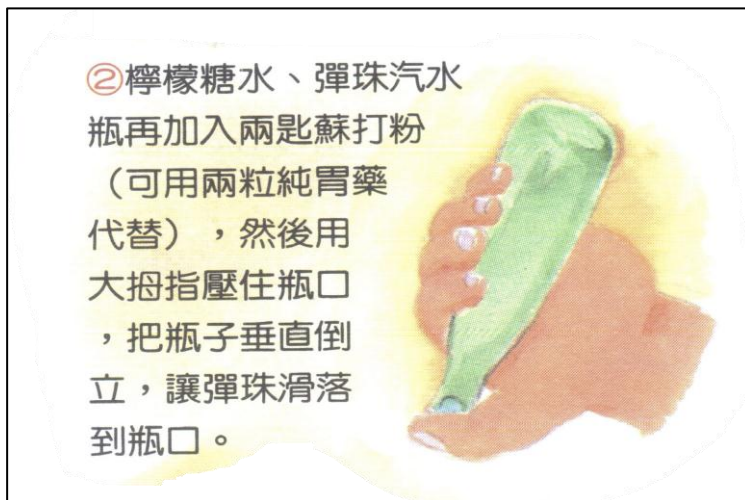 ②檸檬糖水、彈珠汽水
瓶再加入兩匙蘇打粉
（可用兩粒純胃藥
代替），然後用
大拇指壓住瓶口
，把瓶子垂直倒
立，讓彈珠滑落
到瓶口。